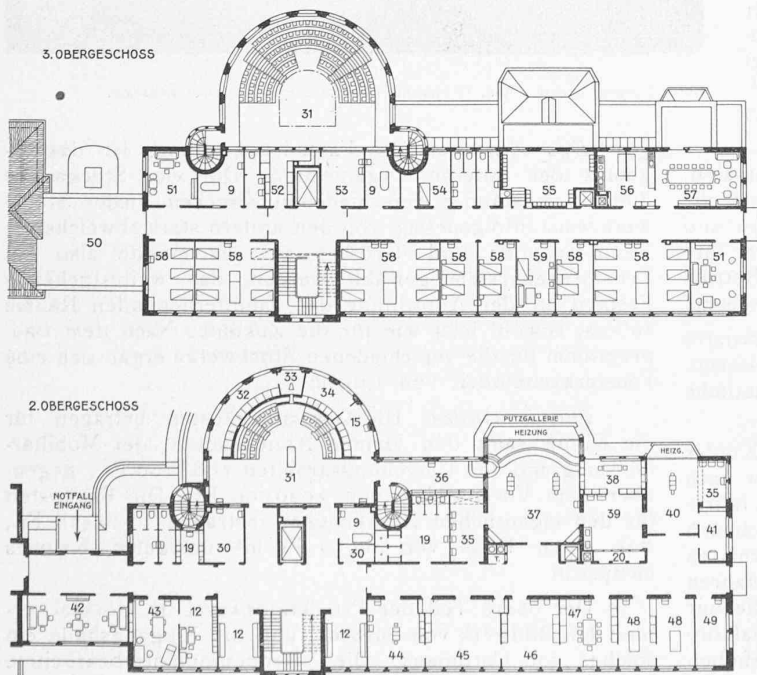 3. OBERGESCHOSS
31
51 9 52 53 9 54 55 56 57
50
58 58 58 58 58 59 58 58 51
2. OBERGESCHOSS
33
32 34
15
PUTZGALLERIE
HEIZUNG
HEIZG.
31
NOTFALL
EINGANG
36 38
35
19 30 9 30 19 35 37 39 40 41
20
42 43 12 12 12 44 45 46 47 48 48 49